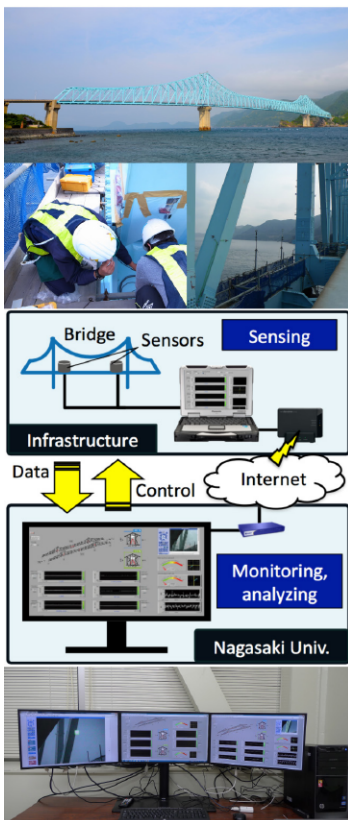 Bridge
Sensors
Sensing
Infrastructure
Data
Control
Internet
Monitoring,
analyzing
Nagasaki Univ.